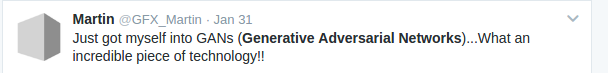 Martin @GFX_Martin · Jan 31
Just got myself into GANs (Generative Adversarial Networks)...What an
incredible piece of technology!!